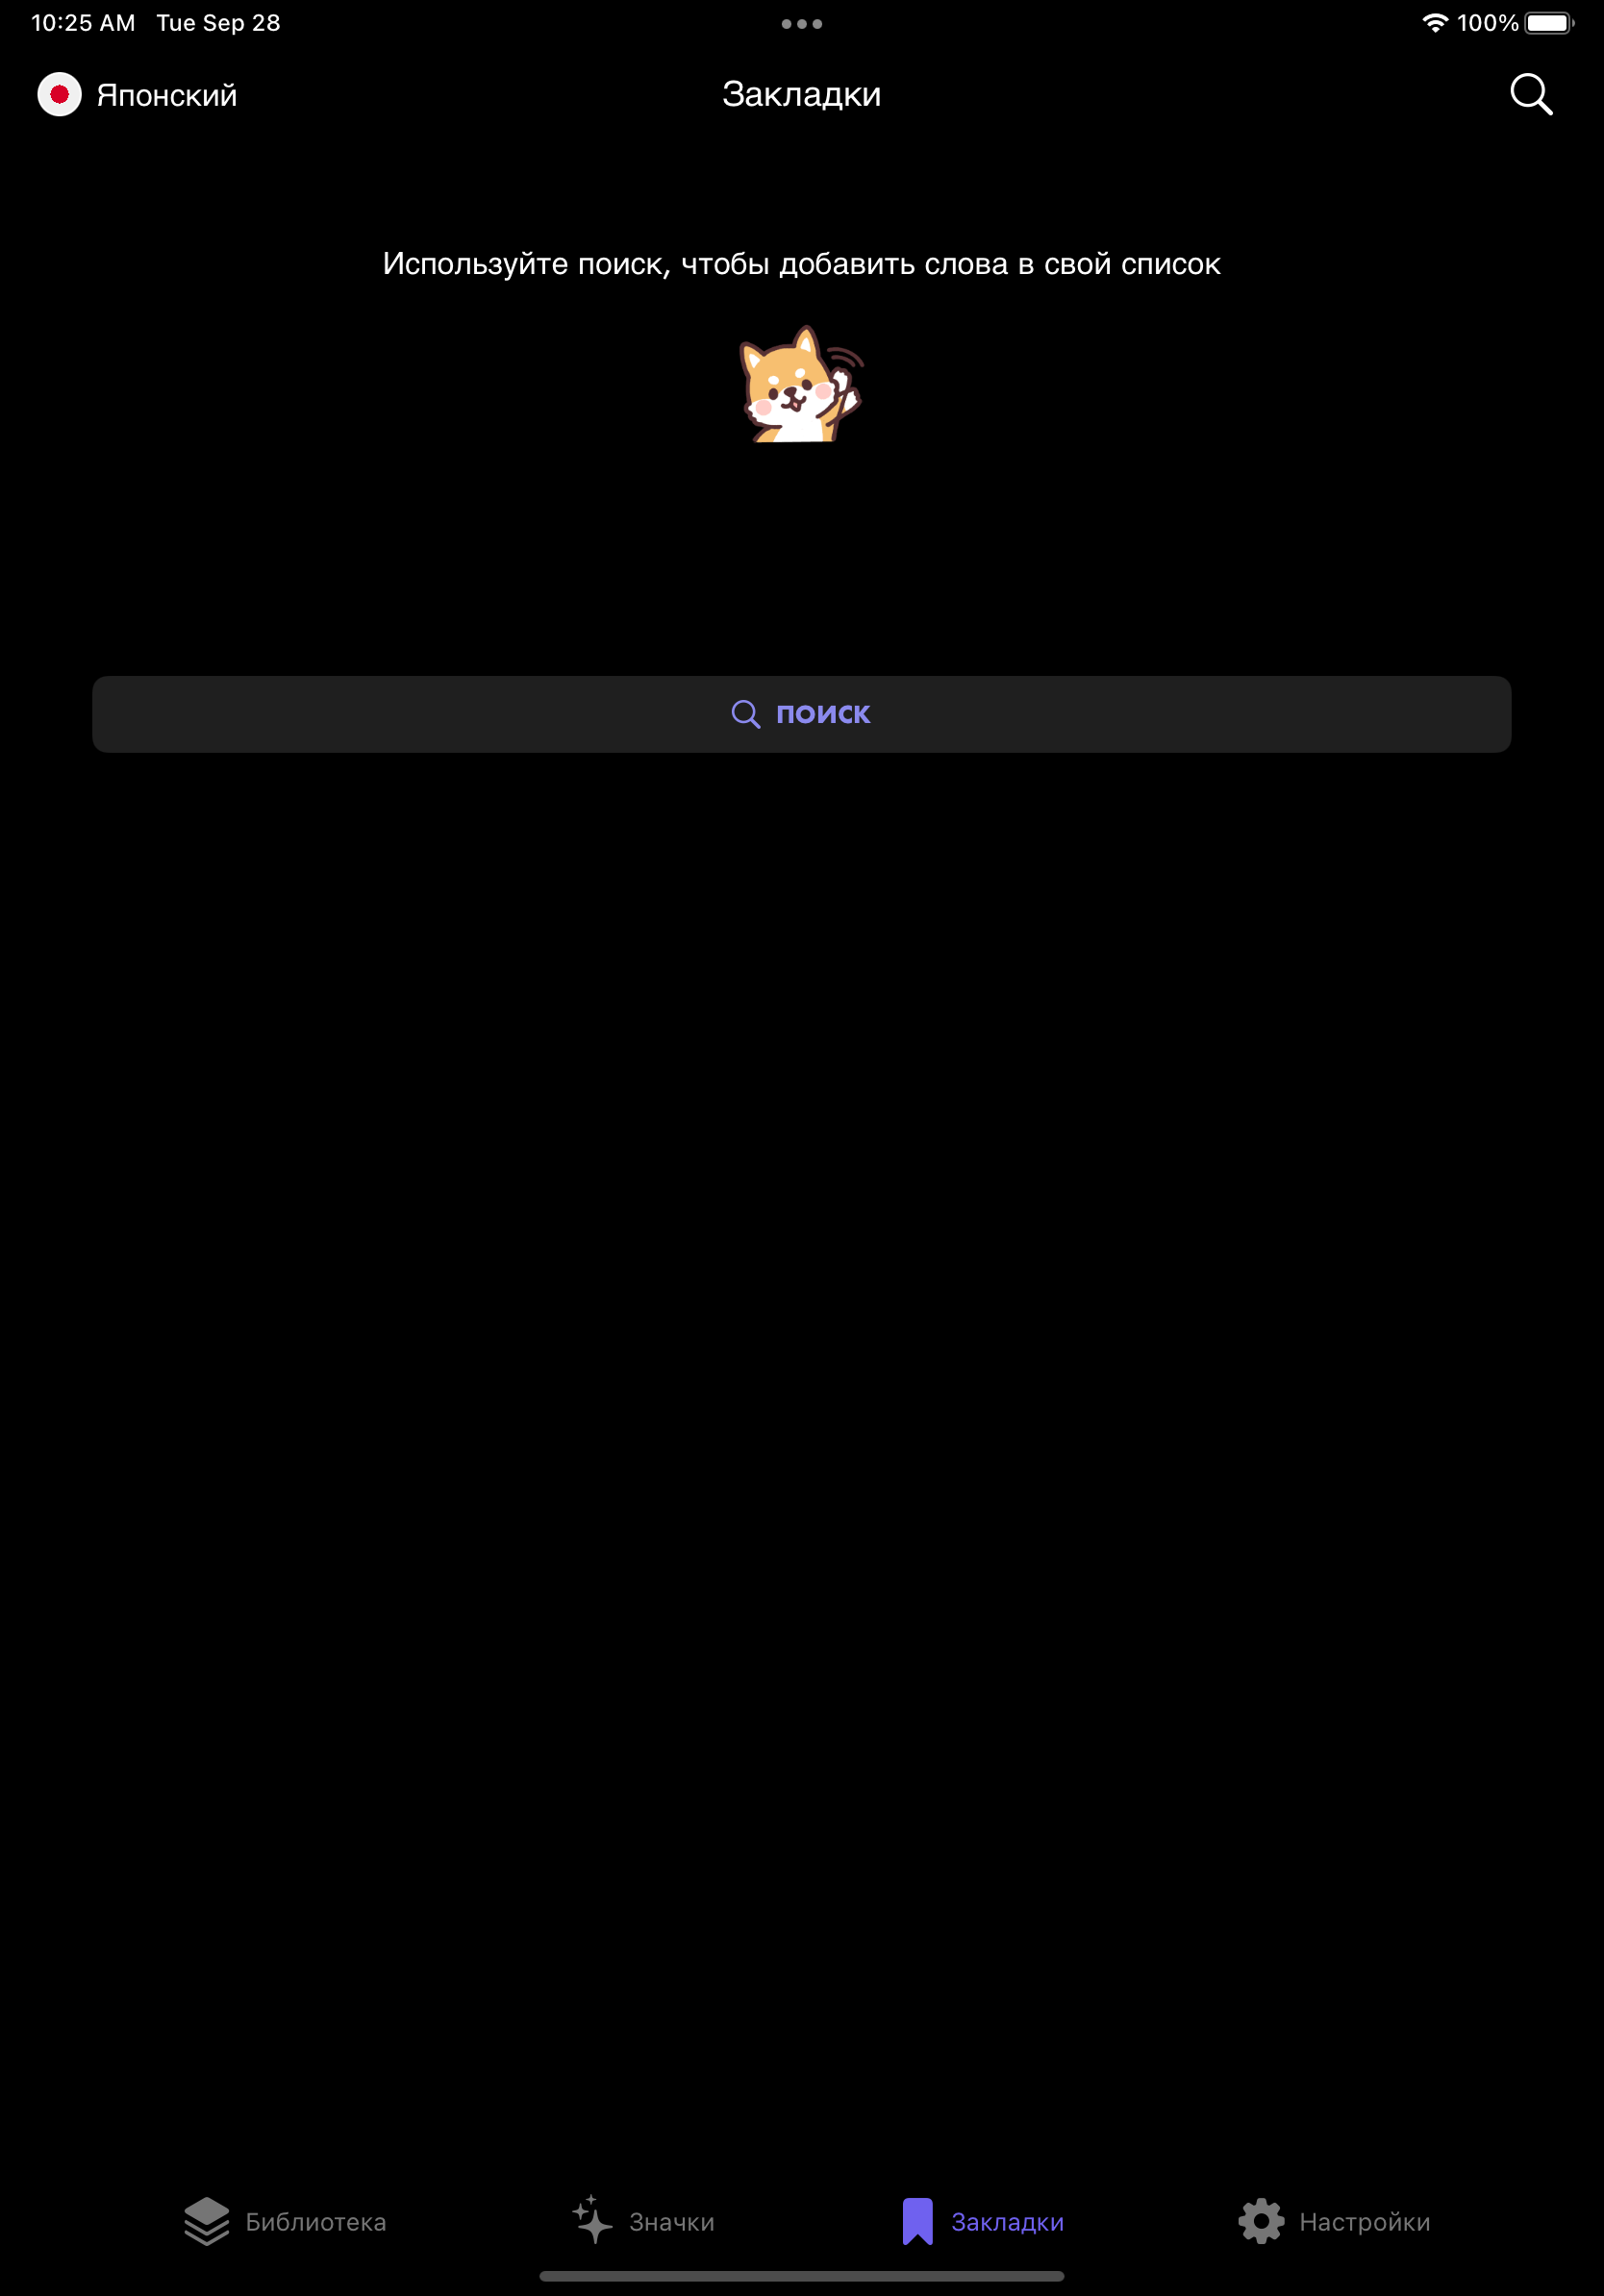 10:25 AM Tue Sep 28
100%
Японский
Закладки
Используйте поиск, чтобы добавить слова в свой список
поиск
Библиотека
Значки
Закладки
Настройки